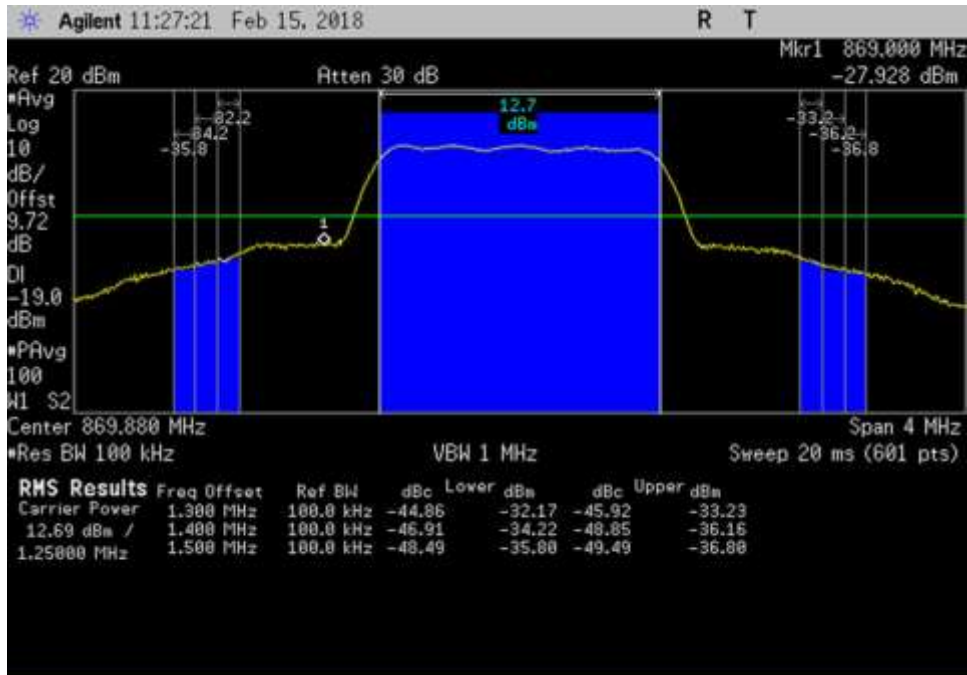 Agilent 11:27:21 Feb 15, 2018 R T
Mkr1 869.000 MHz
Ref 20 dBm Atten 30 dB -27.928 dBm
*Avg
Log
10
dB/
Offst
9.72
dB
DI
-19.0
dBm
*PAvg
100
W1 S2
12.7
dBm
-82.2
-84.2
-35.8
1
-33.2
-36.2
-36.8
Center 869.880 MHz Span 4 MHz
*Res BW 100 kHz VBW 1 MHz Sweep 20 ms (601 pts)
RMS Results Freq Offset Ref BW dBc Lower dBm dBc Upper dBm
Carrier Power 1.300 MHz 100.0 kHz -44.86 -32.17 -45.92 -33.23
12.69 dBm / 1.400 MHz 100.0 kHz -46.91 -34.22 -48.85 -36.16
1.25000 MHz 1.500 MHz 100.0 kHz -48.49 -35.80 -49.49 -36.80